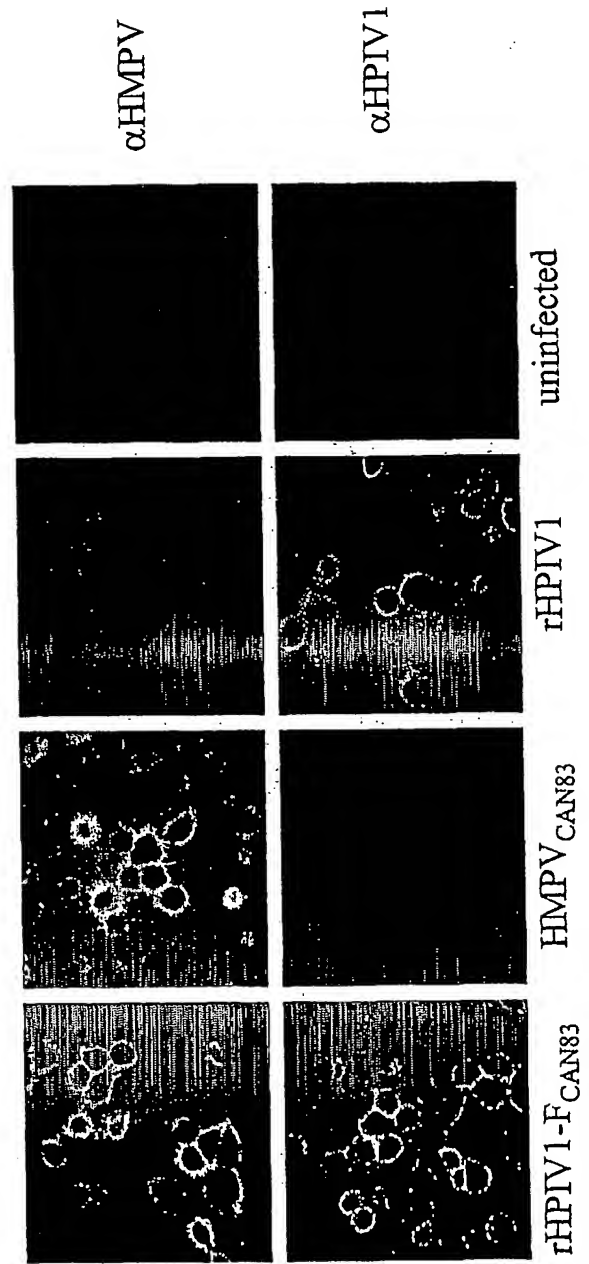 αHMPV
αHPIV1
uninfected
rHPIV1
HMPV_CAN83
rHPIV1-F_CAN83